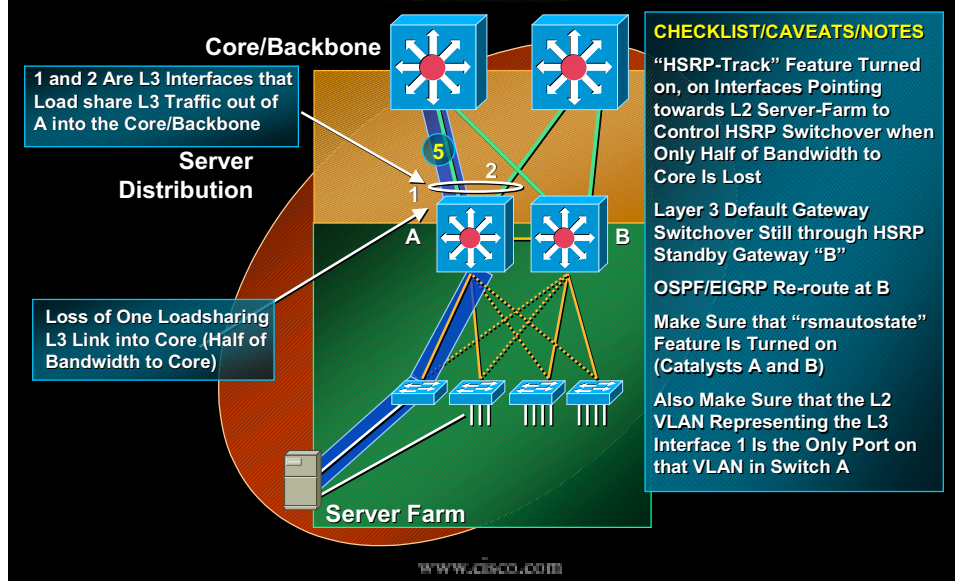 Core/Backbone
1 and 2 Are L3 Interfaces that
Load share L3 Traffic out of
A into the Core/Backbone
Server
Distribution
5
2
1
A
B
Loss of One Loadsharing
L3 Link into Core (Half of
Bandwidth to Core)
Server Farm
CHECKLIST/CAVEATS/NOTES
“HSRP-Track” Feature Turned
on, on Interfaces Pointing
towards L2 Server-Farm to
Control HSRP Switchover when
Only Half of Bandwidth to
Core Is Lost
Layer 3 Default Gateway
Switchover Still through HSRP
Standby Gateway “B”
OSPF/EIGRP Re-route at B
Make Sure that “rsmautostate”
Feature Is Turned on
(Catalysts A and B)
Also Make Sure that the L2
VLAN Representing the L3
Interface 1 Is the Only Port on
that VLAN in Switch A
www.cisco.com